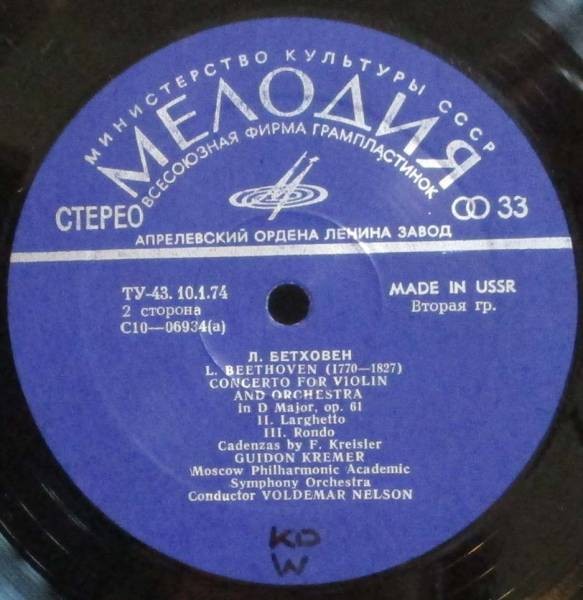 МИНИСТЕРСТВО КУЛЬТУРЫ СССР
МЕЛОДИЯ
ВСЕСОЮЗНАЯ ФИРМА ГРАМПЛАСТИНОК
СТЕРЕО
33
АПРЕЛЕВСКИЙ ОРДЕНА ЛЕНИНА ЗАВОД
ТУ-43. 10.1.74
2 сторона
С10—06934(а)
MADE IN USSR
Вторая гр.
Л. БЕТХОВЕН
L. BEETHOVEN (1770—1827)
CONCERTO FOR VIOLIN
AND ORCHESTRA
in D Major, op. 61
II. Larghetto
III. Rondo
Cadenzas by F. Kreisler
GUIDON KREMER
Moscow Philharmonic Academic
Symphony Orchestra
Conductor VOLDEMAR NELSON
KD
W